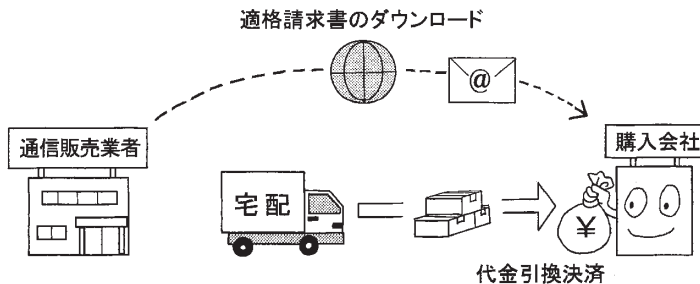 適格請求書のダウンロード
@
通信販売業者
購入会社
宅配
¥
代金引換決済